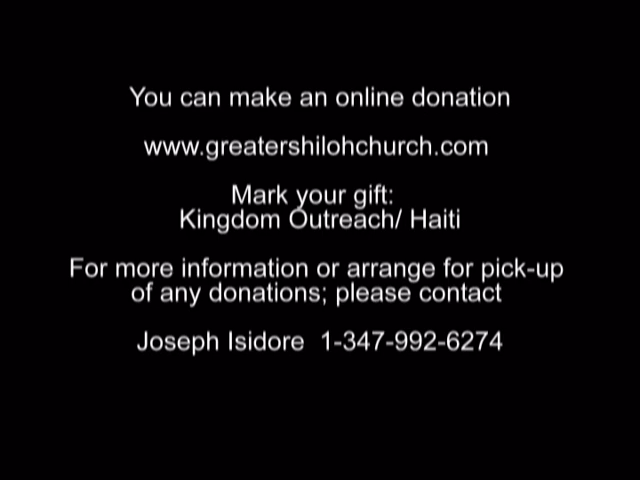 You can make an online donation
www.greatershilohchurch.com
Mark your gift:
Kingdom Outreach/ Haiti
For more information or arrange for pick-up
of any donations; please contact
Joseph Isidore  1-347-992-6274